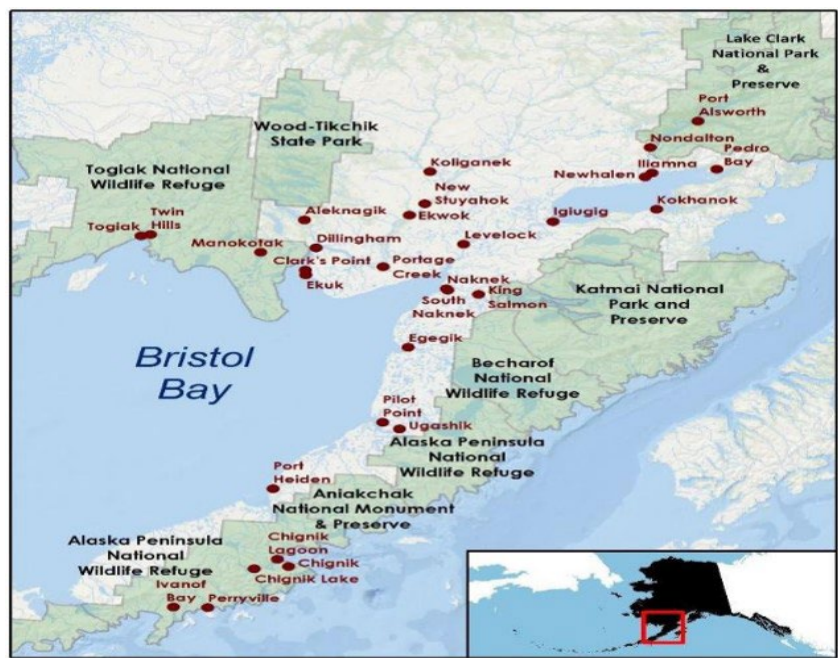 Lake Clark
National Park
&
Preserve
Port
Alsworth
Wood-Tikchik
State Park
Nondalton
Koliganek
Iliamna
Pedro
Bay
Togiak National
Wildlife Refuge
Newhalen
New
Stuyahok
Kokhanok
Twin
Hills
Aleknagik
Ekwok
Igiugig
Togiak
Manokotak
Dillingham
Levelock
Clark's Point
Portage
Creek
Ekuk
Naknek
South
Naknek
King
Salmon
Katmai National
Park and
Preserve
Egegik
Bristol
Bay
Becharof
National
Wildlife Refuge
Pilot
Point
Ugashik
Alaska Peninsula
National
Wildlife Refuge
Port
Heiden
Aniakchak
National Monument
& Preserve
Alaska Peninsula
National
Wildlife Refuge
Chignik
Lagoon
Chignik
Chignik Lake
Ivanof
Bay
Perryville